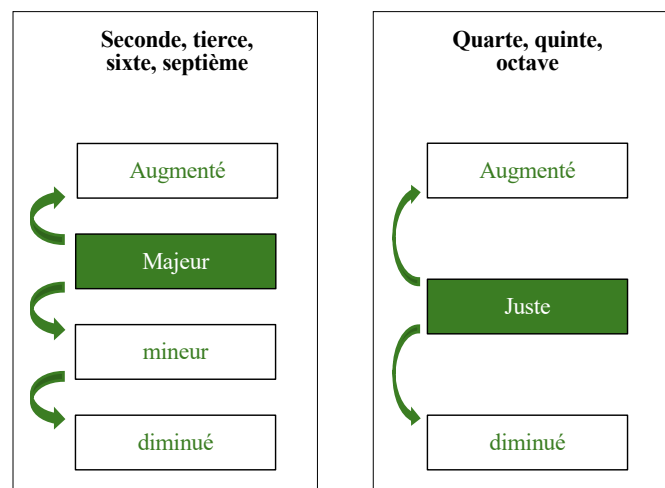 Seconde, tierce,
sixte, septième
Augmenté
Majeur
mineur
diminué
Quarte, quinte,
octave
Augmenté
Juste
diminué